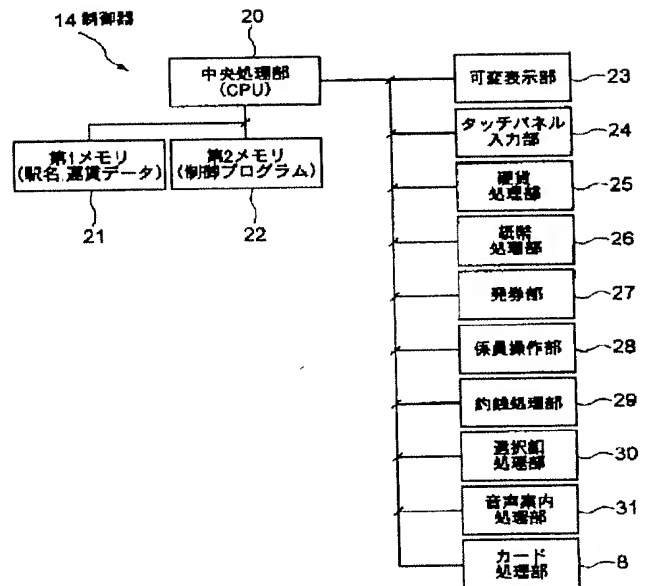 14 制御器
20
中央処理部
(CPU)
第1メモリ
(駅名,運賃データ)
21
第2メモリ
(制御プログラム)
22
可変表示部
23
タッチパネル
入力部
24
硬貨
処理部
25
紙幣
処理部
26
発券部
27
係員操作部
28
釣銭処理部
29
選択釦
処理部
30
音声案内
処理部
31
カード
処理部
8